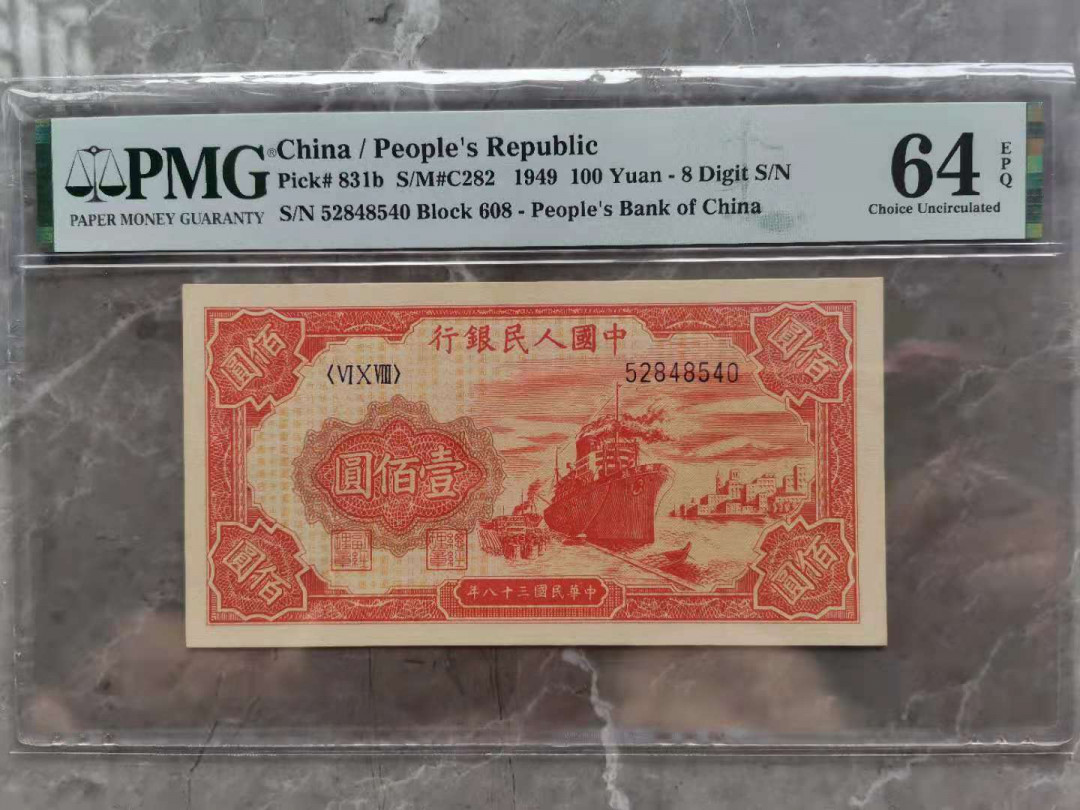 PMG®
PAPER MONEY GUARANTY
China / People's Republic
Pick# 831b S/M#C282 1949 100 Yuan - 8 Digit S/N
S/N 52848540 Block 608 - People's Bank of China
64
EPQ
Choice Uncirculated
中國人民銀行
佰圓
佰圓
〈ⅥⅩⅧ〉
52848540
壹佰圓
佰圓
佰圓
中華民國三十八年